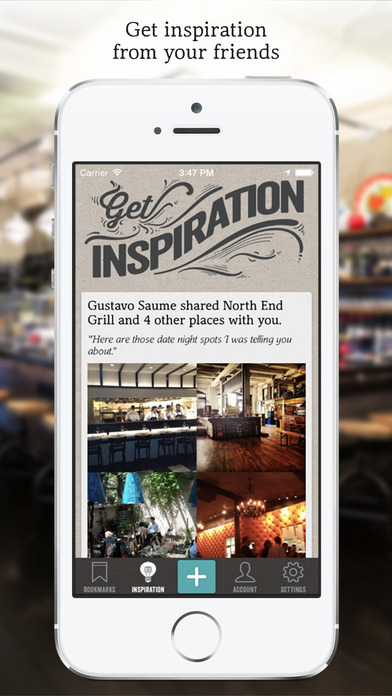 Get inspiration
from your friends
Carrier 3:47 PM
Get
INSPIRATION
Gustavo Saume shared North End
Grill and 4 other places with you.
"Here are those date night spots I was telling you
about."
BOOKMARKS INSPIRATION + ACCOUNT SETTINGS